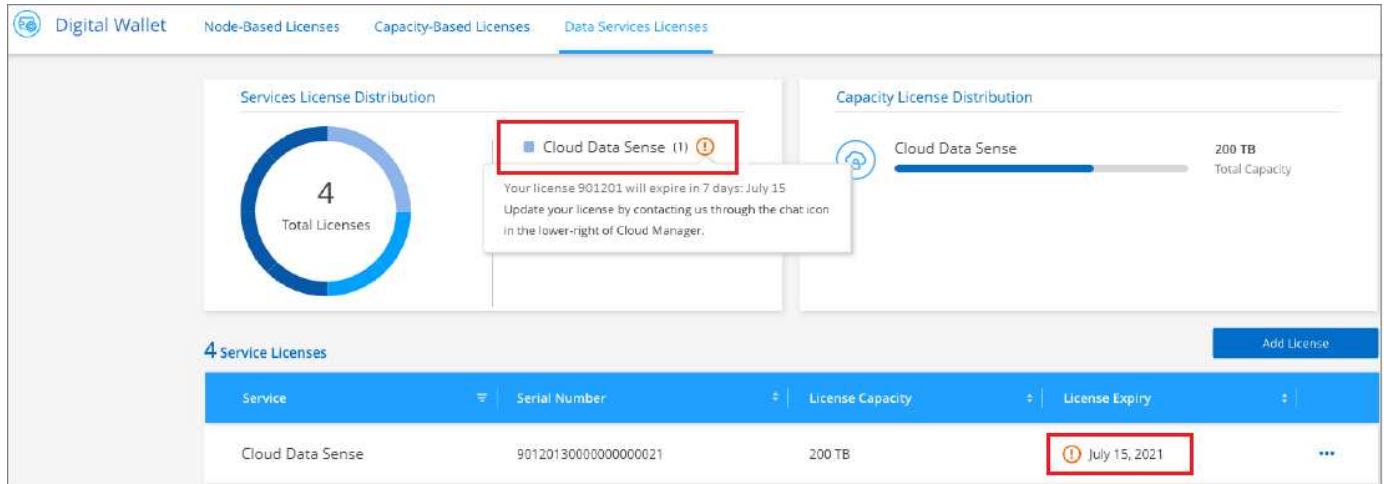 Digital Wallet
Node-Based Licenses
Capacity-Based Licenses
Data Services Licenses
Services License Distribution
4
Total Licenses
Cloud Data Sense (1)
Your license 901201 will expire in 7 days: July 15
Update your license by contacting us through the chat icon
in the lower-right of Cloud Manager.
Capacity License Distribution
Cloud Data Sense
200 TB
Total Capacity
4 Service Licenses
Add License
Service
Serial Number
License Capacity
License Expiry
Cloud Data Sense
90120130000000000021
200 TB
July 15, 2021